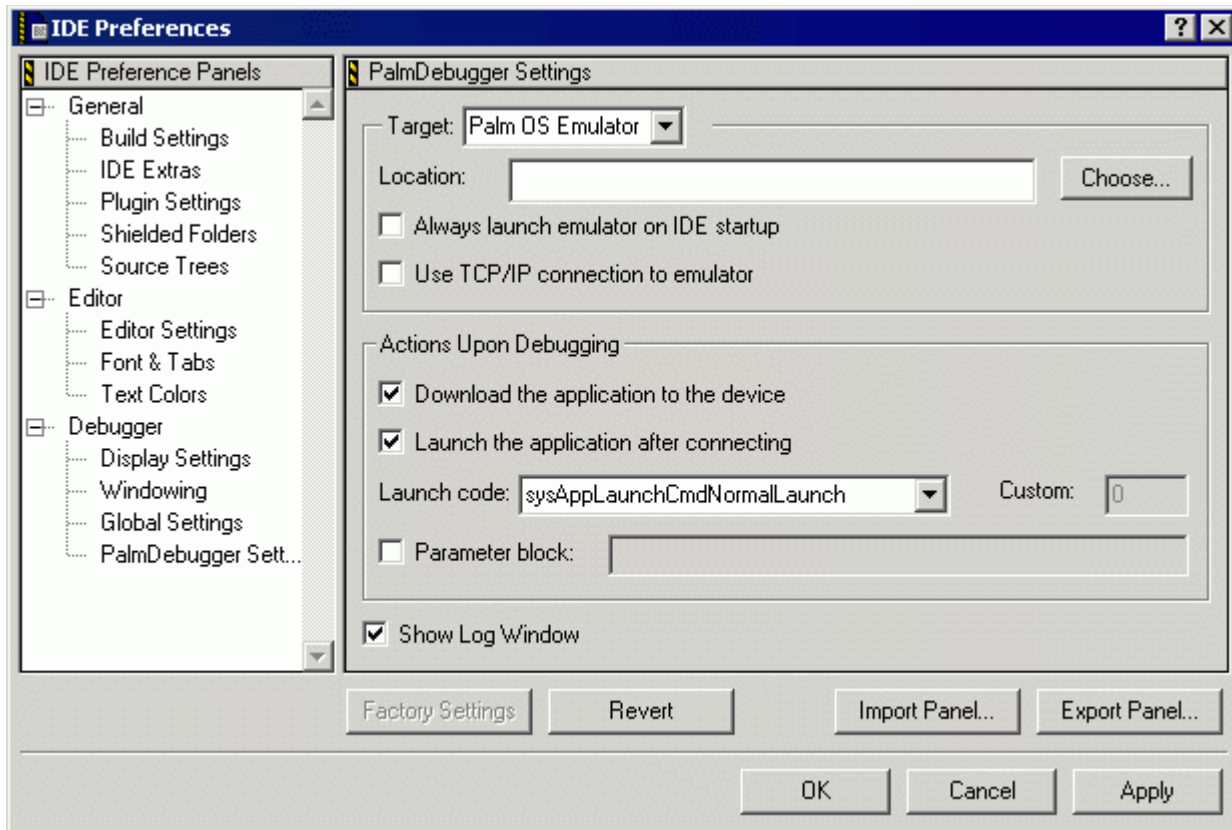 IDE Preferences
IDE Preference Panels
General
Build Settings
IDE Extras
Plugin Settings
Shielded Folders
Source Trees
Editor
Editor Settings
Font & Tabs
Text Colors
Debugger
Display Settings
Windowing
Global Settings
PalmDebugger Sett...
PalmDebugger Settings
Target: Palm OS Emulator
Location: Choose...
Always launch emulator on IDE startup
Use TCP/IP connection to emulator
Actions Upon Debugging
Download the application to the device
Launch the application after connecting
Launch code: sysAppLaunchCmdNormalLaunch Custom: 0
Parameter block:
Show Log Window
Factory Settings Revert Import Panel... Export Panel...
OK Cancel Apply